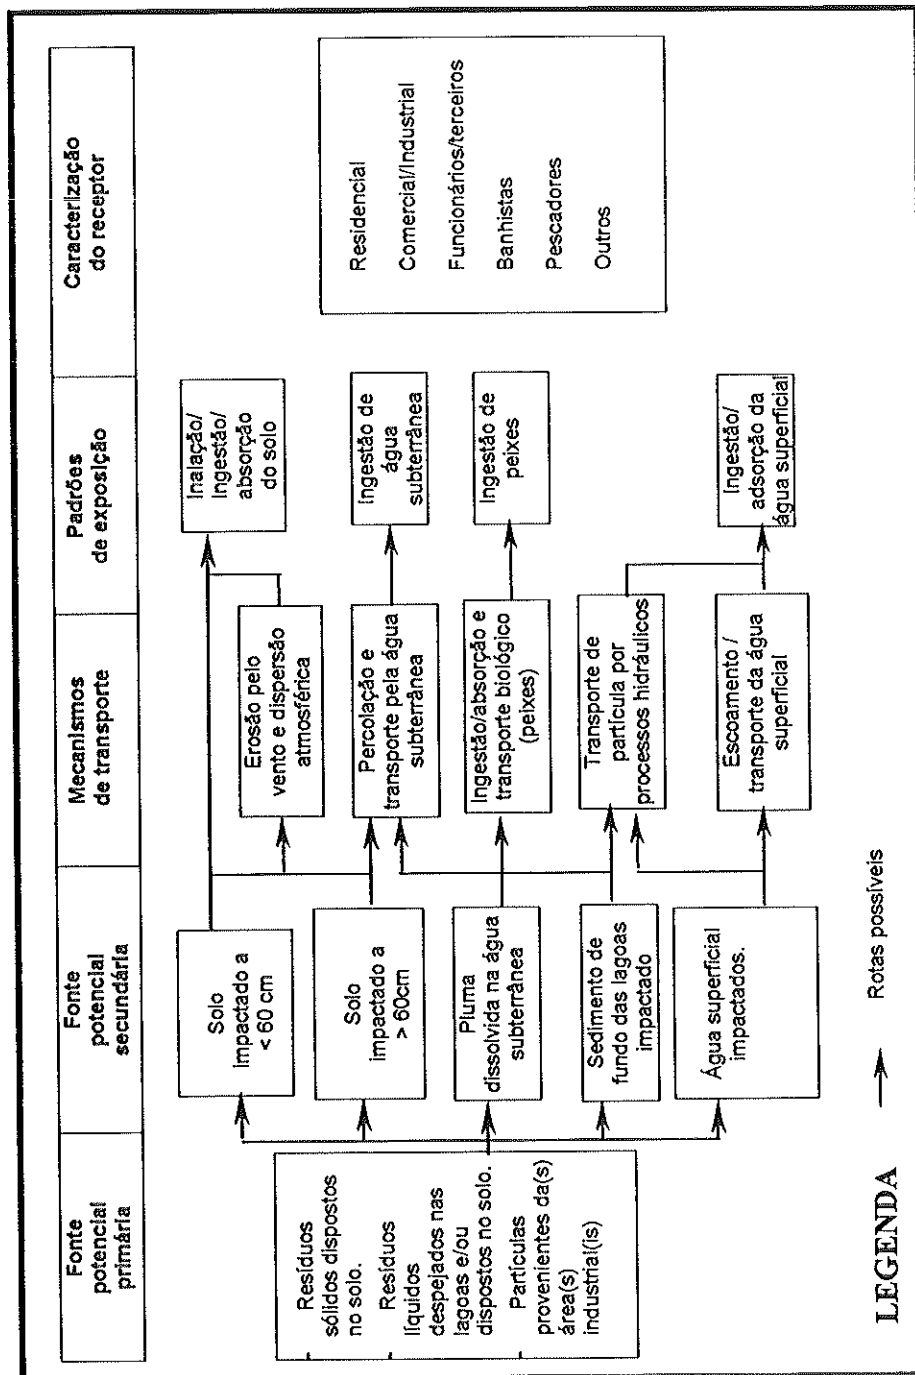 Fonte
potencial
primária
Fonte
potencial
secundária
Mecanismos
de transporte
Padrões
de exposição
Caracterização
do receptor
Resíduos
sólidos dispostos
no solo.
Resíduos
líquidos
despejados nas
lagoas e/ou
dispostos no solo.
Partículas
provenientes da(s)
área(s)
industrial(is)
Solo
Impactado a
< 60 cm
Solo
impactado a
> 60cm
Pluma
dissolvida na água
subterrânea
Sedimento de
fundo das lagoas
impactado
Água superficial
impactados.
Erosão pelo
vento e dispersão
atmosférica
Percolação e
transporte pela água
subterrânea
Ingestão/absorção e
transporte biológico
(peixes)
Transporte de
partícula por
processos hidráulicos
Escoamento /
transporte da água
superficial
Inalação/
Ingestão/
absorção
do solo
Ingestão de
água
subterrânea
Ingestão de
peixes
Ingestão/
adsorção da
água superficial
Residencial
Comercial/Industrial
Funcionários/terceiros
Banhistas
Pescadores
Outros
LEGENDA
Rotas possíveis